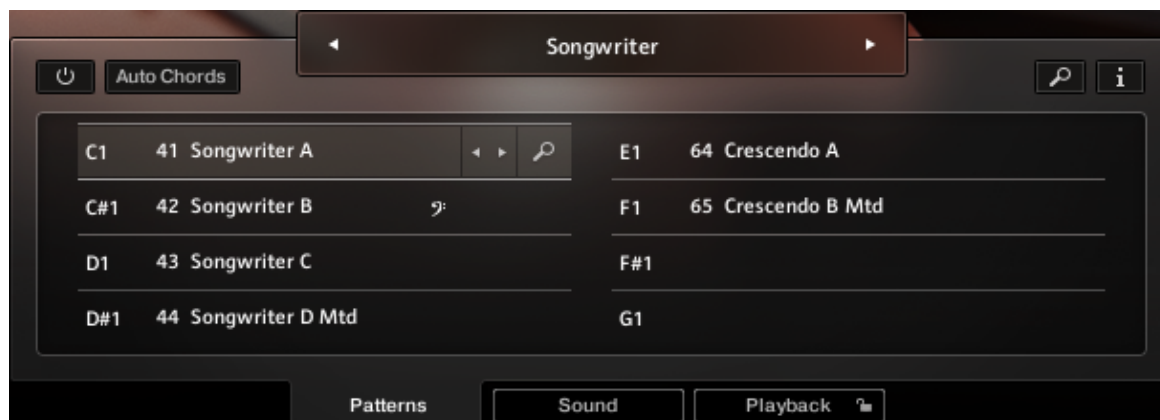 Songwriter
Auto Chords
i
C1 41 Songwriter A
C#1 42 Songwriter B
D1 43 Songwriter C
D#1 44 Songwriter D Mtd
E1 64 Crescendo A
F1 65 Crescendo B Mtd
F#1
G1
Patterns Sound Playback